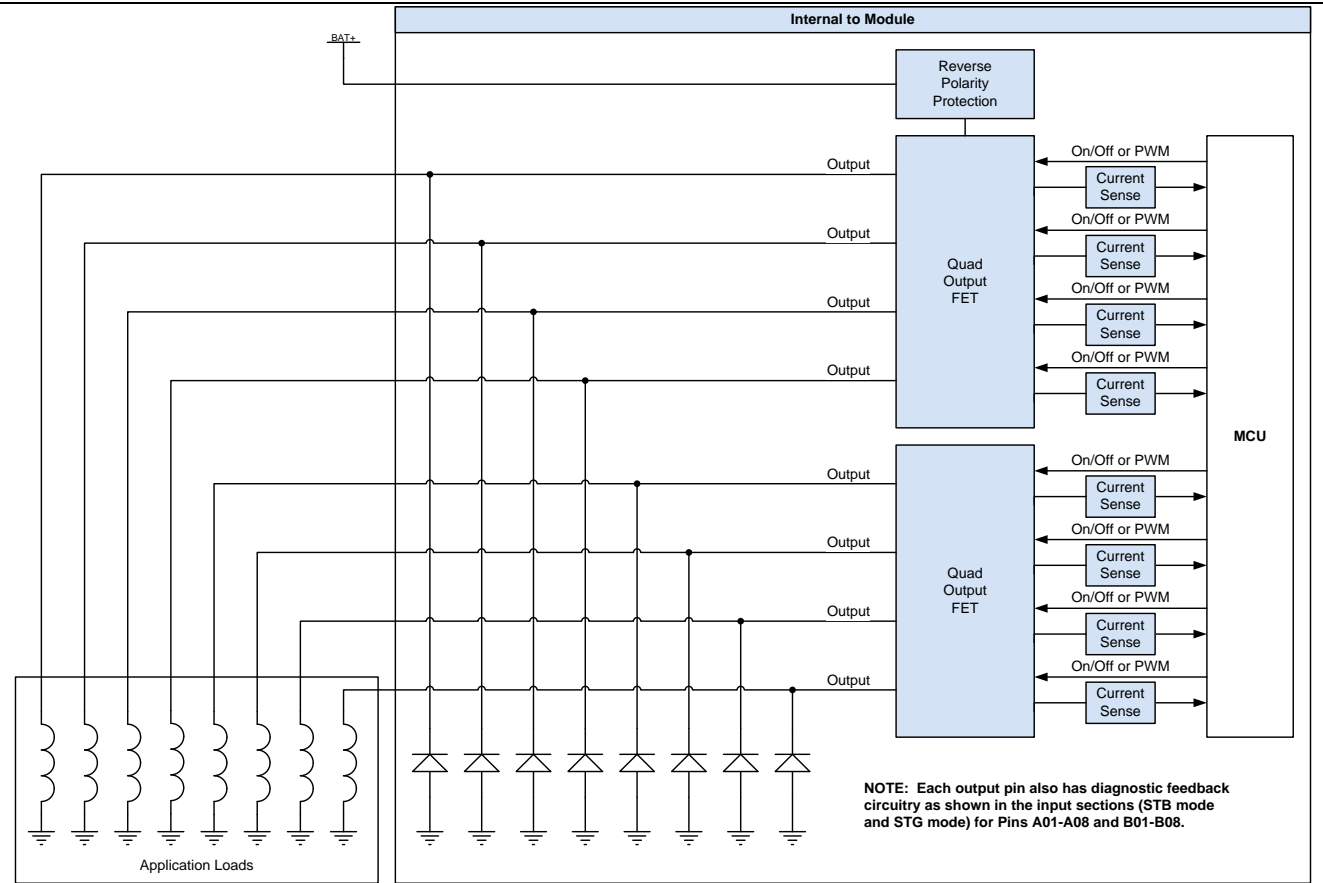 Internal to Module
BAT+
Reverse
Polarity
Protection
Output
On/Off or PWM
Current
Sense
Output
On/Off or PWM
Current
Sense
Quad
Output
FET
Output
On/Off or PWM
Current
Sense
Output
On/Off or PWM
Current
Sense
MCU
Output
On/Off or PWM
Current
Sense
Output
On/Off or PWM
Current
Sense
Quad
Output
FET
Output
On/Off or PWM
Current
Sense
Output
On/Off or PWM
Current
Sense
NOTE: Each output pin also has diagnostic feedback
circuitry as shown in the input sections (STB mode
and STG mode) for Pins A01-A08 and B01-B08.
Application Loads